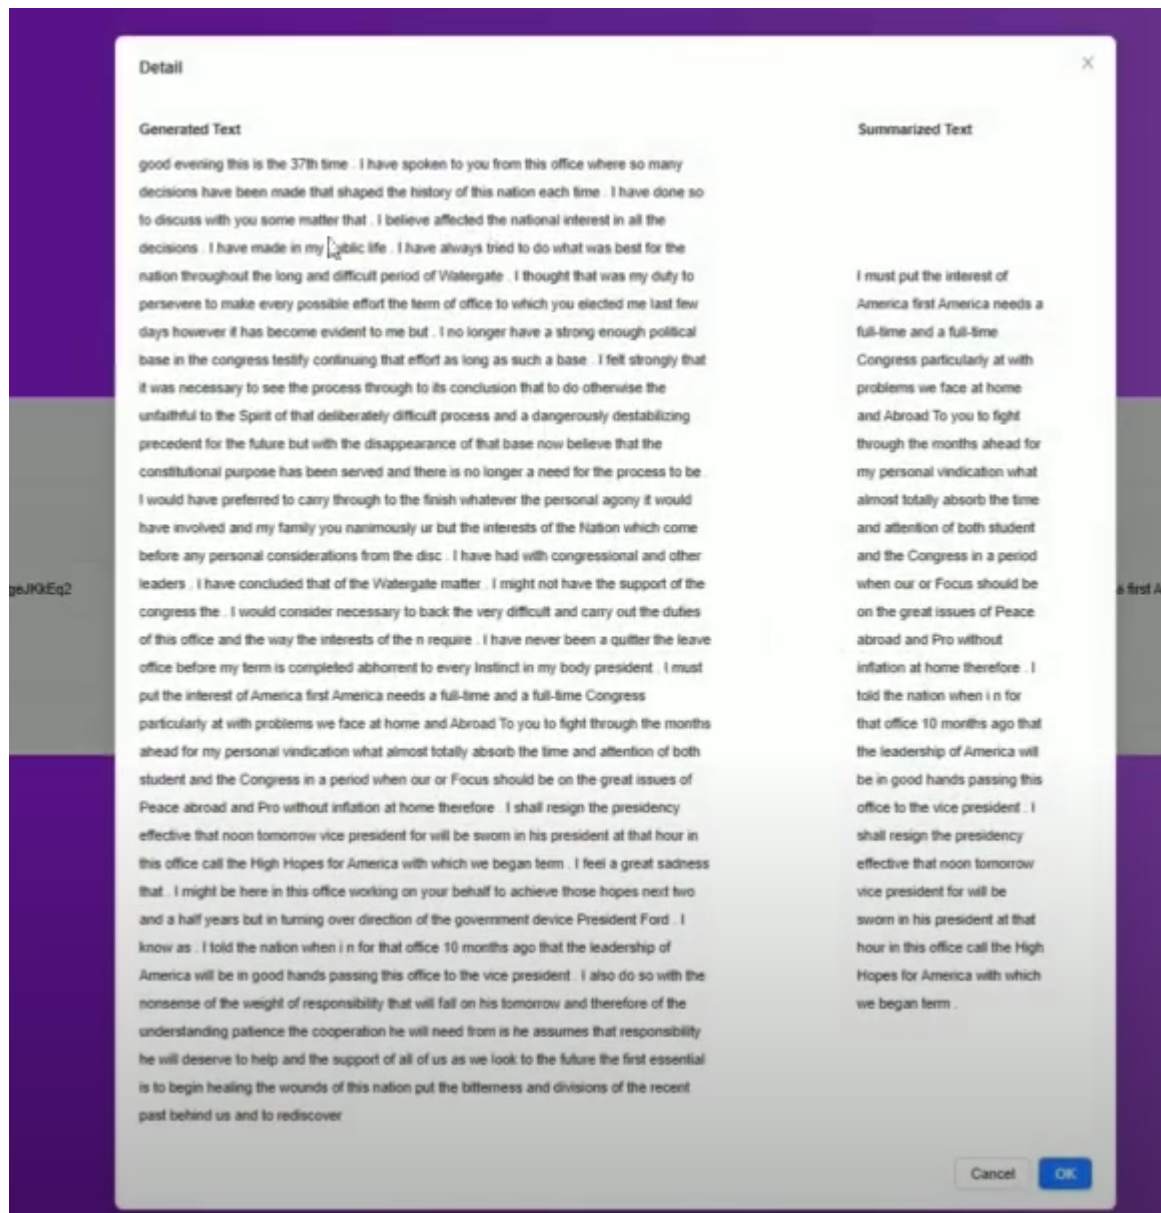 Detail
Generated Text
good evening this is the 37th time . I have spoken to you from this office where so many
decisions have been made that shaped the history of this nation each time . I have done so
to discuss with you some matter that . I believe affected the national interest in all the
decisions . I have made in my public life . I have always tried to do what was best for the
nation throughout the long and difficult period of Watergate . I thought that was my duty to
persevere to make every possible effort the term of office to which you elected me last few
days however it has become evident to me but . I no longer have a strong enough political
base in the congress testify continuing that effort as long as such a base . I felt strongly that
it was necessary to see the process through to its conclusion that to do otherwise the
unfaithful to the Spirit of that deliberately difficult process and a dangerously destabilizing
precedent for the future but with the disappearance of that base now believe that the
constitutional purpose has been served and there is no longer a need for the process to be .
I would have preferred to carry through to the finish whatever the personal agony it would
have involved and my family you nanimously ur but the interests of the Nation which come
before any personal considerations from the disc . I have had with congressional and other
leaders . I have concluded that of the Watergate matter . I might not have the support of the
congress the . I would consider necessary to back the very difficult and carry out the duties
of this office and the way the interests of the n require . I have never been a quitter the leave
office before my term is completed abhorrent to every Instinct in my body president . I must
put the interest of America first America needs a full-time and a full-time Congress
particularly at with problems we face at home and Abroad To you to fight through the months
ahead for my personal vindication what almost totally absorb the time and attention of both
student and the Congress in a period when our or Focus should be on the great issues of
Peace abroad and Pro without inflation at home therefore . I shall resign the presidency
effective that noon tomorrow vice president for will be sworn in his president at that hour in
this office call the High Hopes for America with which we began term . I feel a great sadness
that . I might be here in this office working on your behalf to achieve those hopes next two
and a half years but in turning over direction of the government device President Ford . I
know as . I told the nation when i n for that office 10 months ago that the leadership of
America will be in good hands passing this office to the vice president . I also do so with the
nonsense of the weight of responsibility that will fall on his tomorrow and therefore of the
understanding patience the cooperation he will need from is he assumes that responsibility
he will deserve to help and the support of all of us as we look to the future the first essential
is to begin healing the wounds of this nation put the bitterness and divisions of the recent
past behind us and to rediscover
Summarized Text
I must put the interest of
America first America needs a
full-time and a full-time
Congress particularly at with
problems we face at home
and Abroad To you to fight
through the months ahead for
my personal vindication what
almost totally absorb the time
and attention of both student
and the Congress in a period
when our or Focus should be
on the great issues of Peace
abroad and Pro without
inflation at home therefore . I
told the nation when i n for
that office 10 months ago that
the leadership of America will
be in good hands passing this
office to the vice president . I
shall resign the presidency
effective that noon tomorrow
vice president for will be
sworn in his president at that
hour in this office call the High
Hopes for America with which
we began term .
geJKkEq2
a first A
Cancel
OK